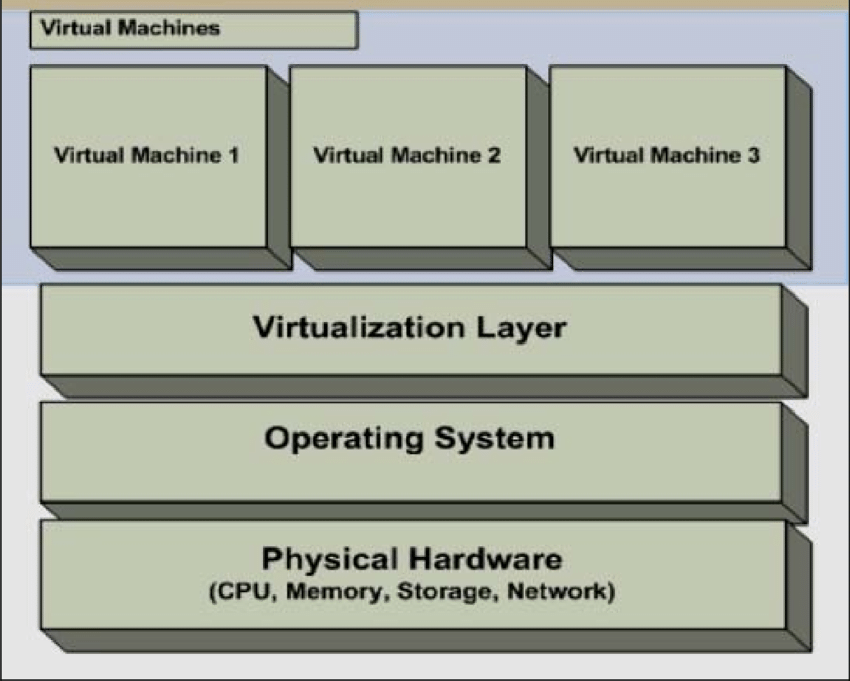 Virtual Machines
Virtual Machine 1
Virtual Machine 2
Virtual Machine 3
Virtualization Layer
Operating System
Physical Hardware
(CPU, Memory, Storage, Network)